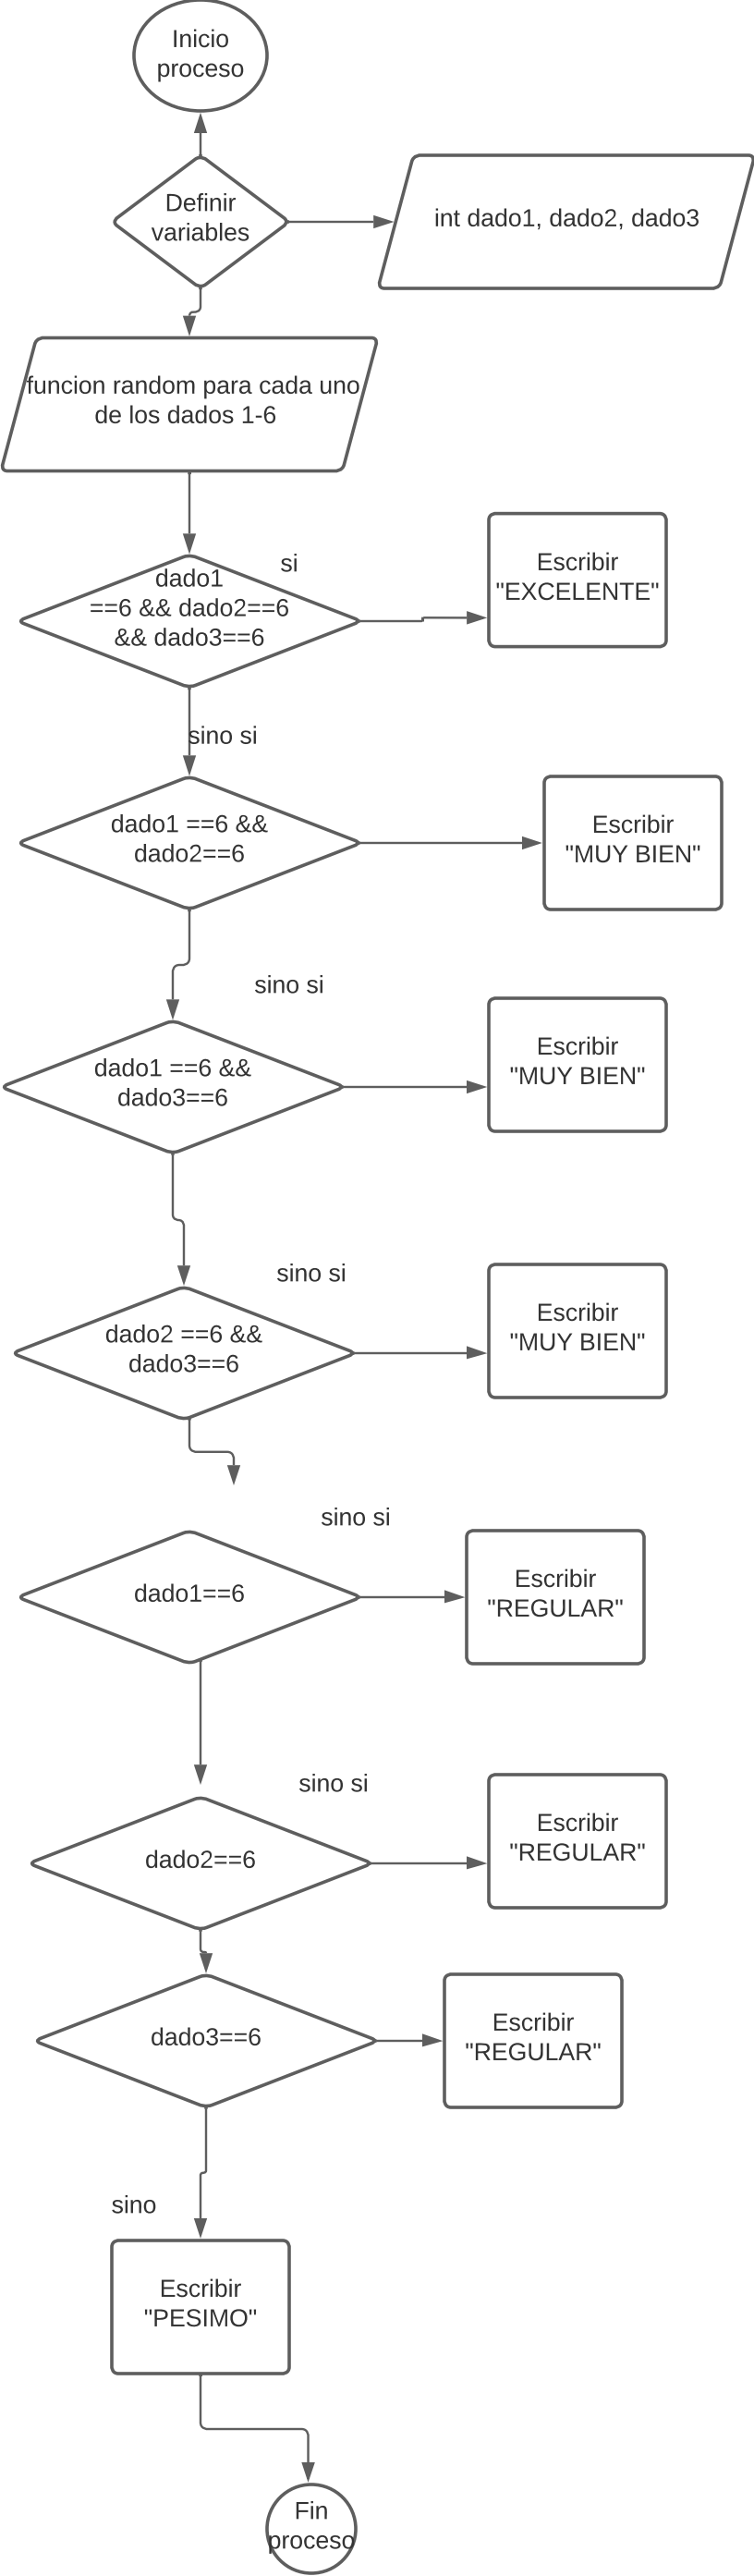 Inicio
proceso
Definir
variables
int dado1, dado2, dado3
funcion random para cada uno
de los dados 1-6
si
dado1
==6 && dado2==6
&& dado3==6
Escribir
"EXCELENTE"
sino si
dado1 ==6 &&
dado2==6
Escribir
"MUY BIEN"
sino si
dado1 ==6 &&
dado3==6
Escribir
"MUY BIEN"
sino si
dado2 ==6 &&
dado3==6
Escribir
"MUY BIEN"
sino si
dado1==6
Escribir
"REGULAR"
sino si
dado2==6
Escribir
"REGULAR"
dado3==6
Escribir
"REGULAR"
sino
Escribir
"PESIMO"
Fin
proceso